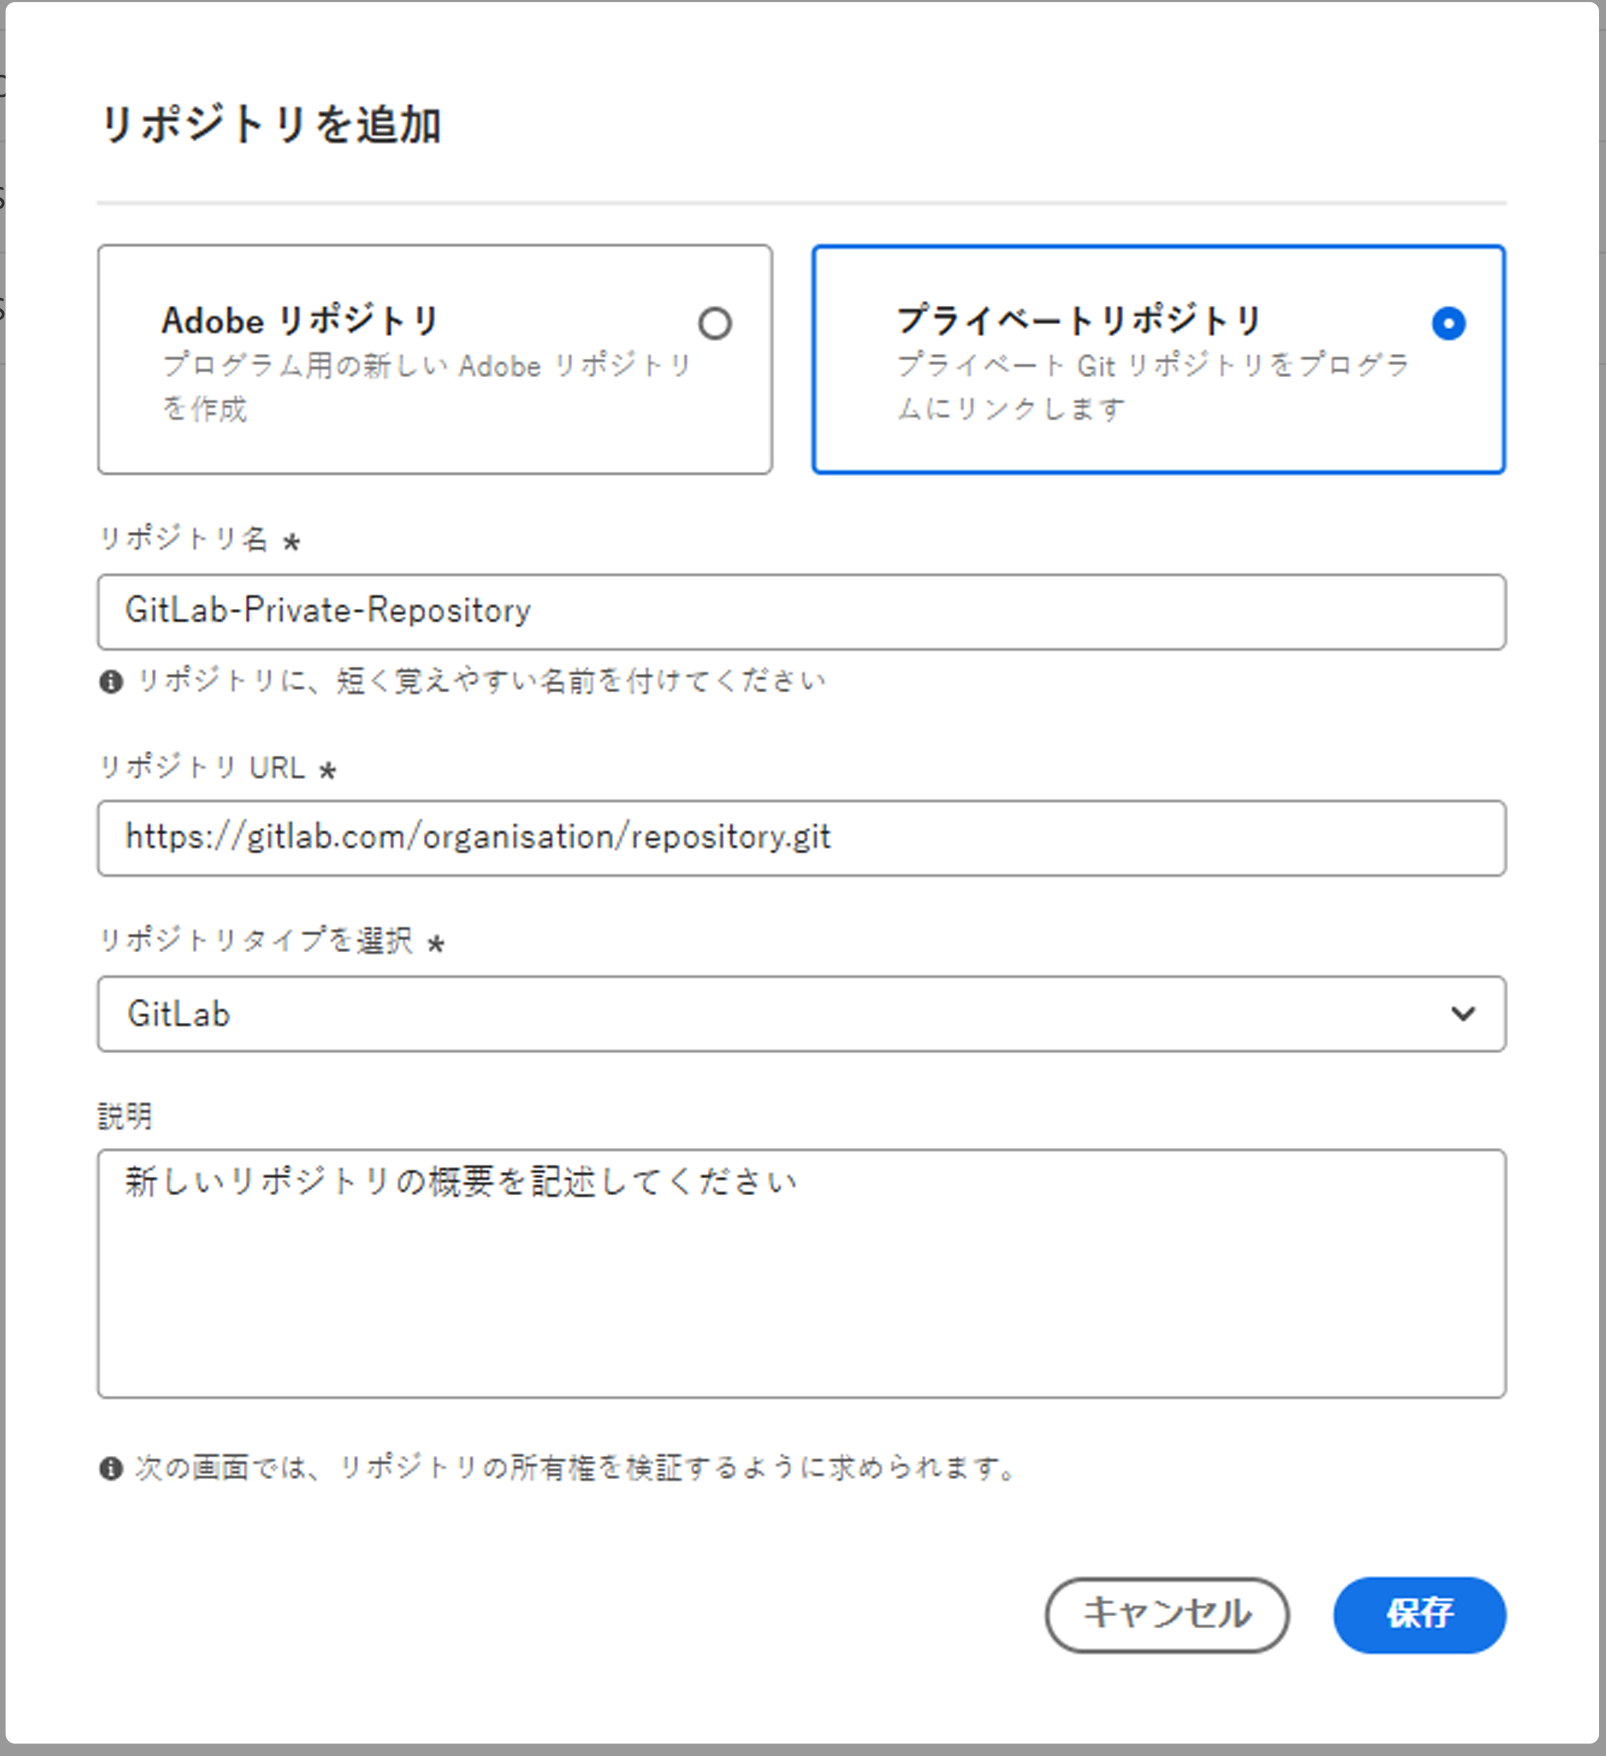 リポジトリを追加
Adobe リポジトリ
プログラム用の新しい Adobe リポジトリ
を作成
プライベートリポジトリ
プライベート Git リポジトリをプログラ
ムにリンクします
リポジトリ名 *
GitLab-Private-Repository
リポジトリに、短く覚えやすい名前を付けてください
リポジトリ URL *
https://gitlab.com/organisation/repository.git
リポジトリタイプを選択 *
GitLab
説明
新しいリポジトリの概要を記述してください
次の画面では、リポジトリの所有権を検証するように求められます。
キャンセル
保存